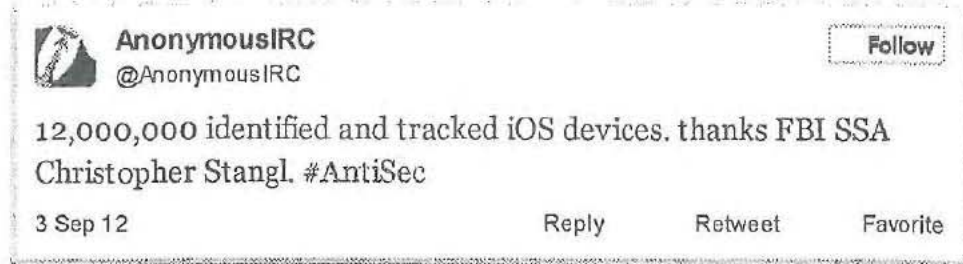 AnonymousIRC
@AnonymousIRC
Follow
12,000,000 identified and tracked iOS devices. thanks FBI SSA
Christopher Stangl. #AntiSec
3 Sep 12 Reply Retweet Favorite